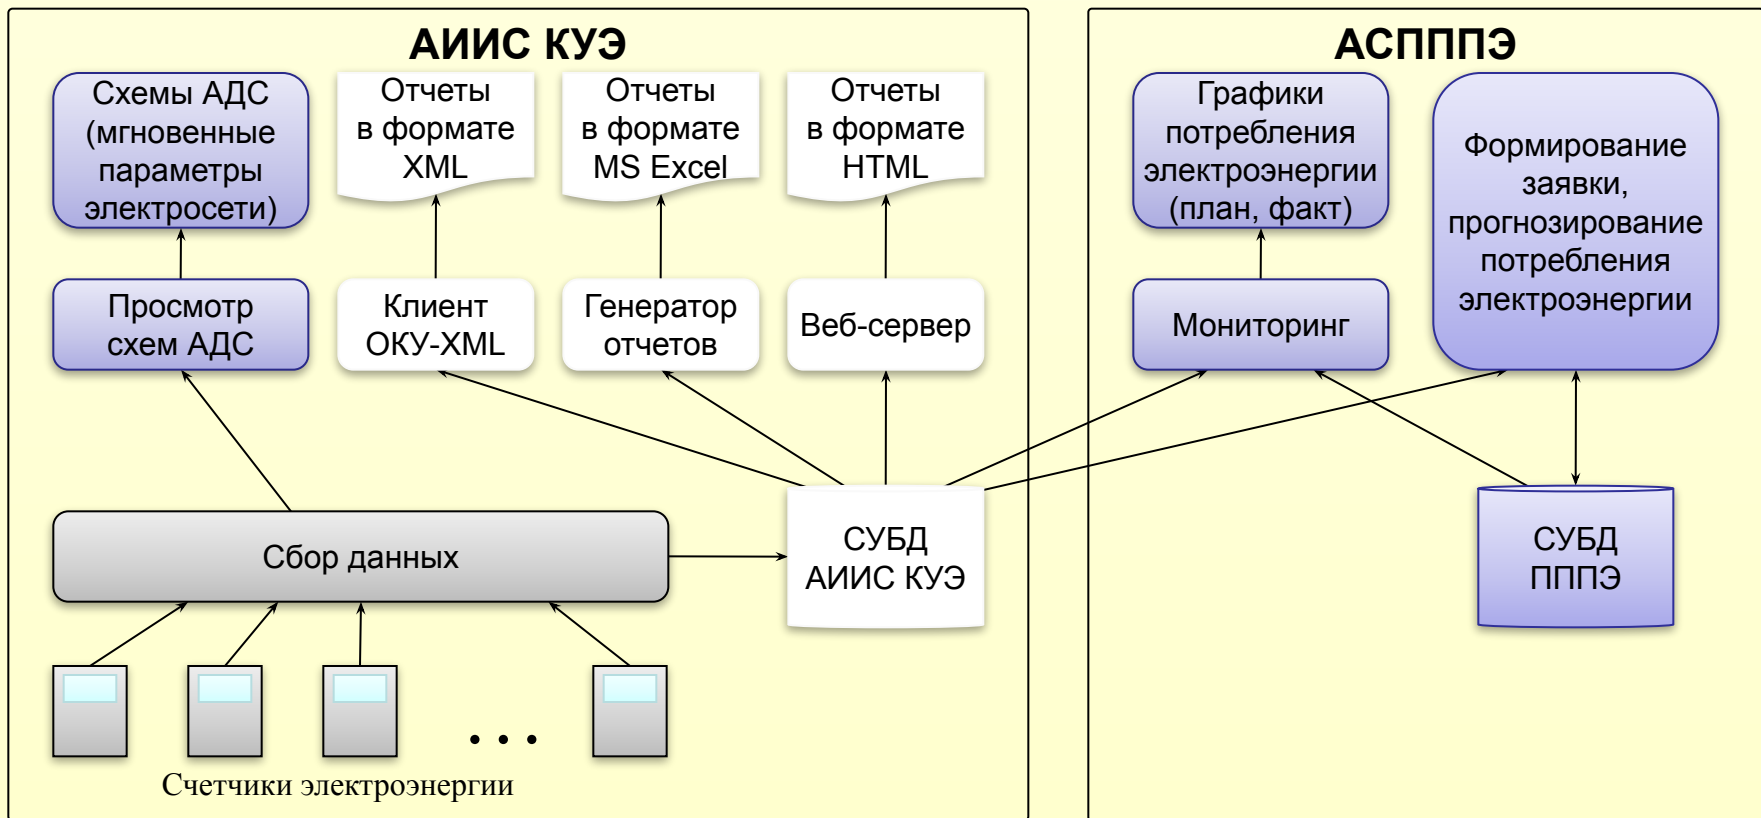 АИИС КУЭ
Схемы АДС
(мгновенные
параметры
электросети)
Отчеты
в формате
XML
Отчеты
в формате
MS Excel
Отчеты
в формате
HTML
Просмотр
схем АДС
Клиент
ОКУ-XML
Генератор
отчетов
Веб-сервер
Сбор данных
СУБД
АИИС КУЭ
...
Счетчики электроэнергии
АСПППЭ
Графики
потребления
электроэнергии
(план, факт)
Формирование
заявки,
прогнозирование
потребления
электроэнергии
Мониторинг
СУБД
ПППЭ